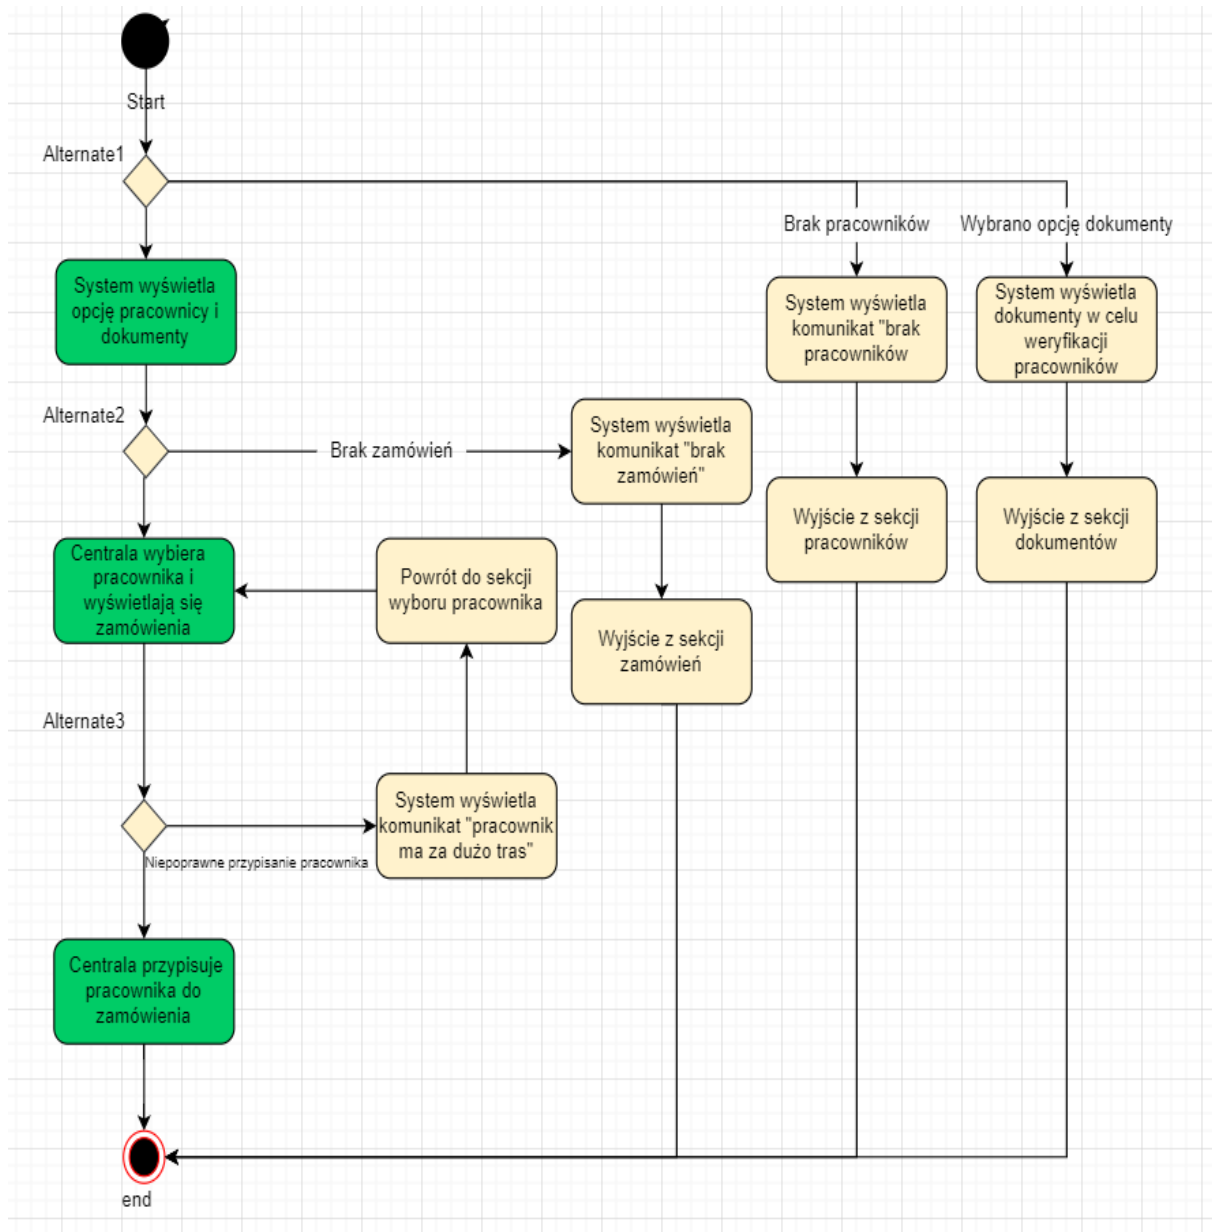 Start
Alternate1
Brak pracowników
Wybrano opcję dokumenty
System wyświetla
opcję pracownicy i
dokumenty
System wyświetla
komunikat "brak
pracowników
System wyświetla
dokumenty w celu
weryfikacji
pracowników
Alternate2
Brak zamówień
System wyświetla
komunikat "brak
zamówień"
Wyjście z sekcji
pracowników
Wyjście z sekcji
dokumentów
Centrala wybiera
pracownika i
wyświetlają się
zamówienia
Powrót do sekcji
wyboru pracownika
Wyjście z sekcji
zamówień
Alternate3
System wyświetla
komunikat "pracownik
ma za dużo tras"
Niepoprawne przypisanie pracownika
Centrala przypisuje
pracownika do
zamówienia
end